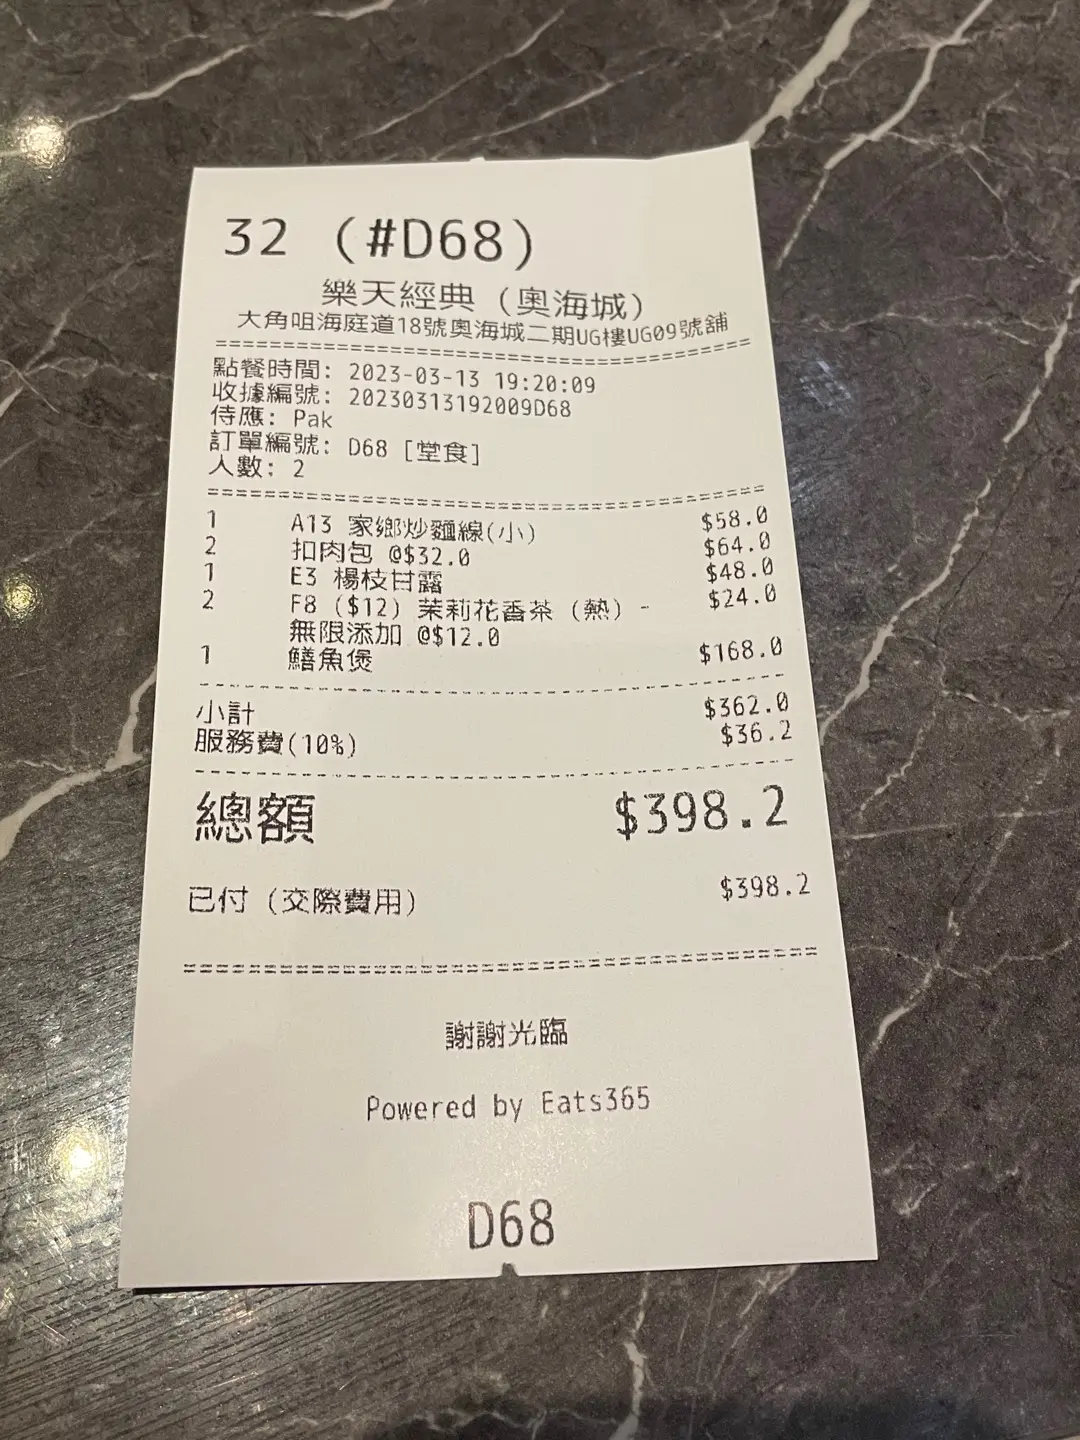 32 (#D68)
樂天經典 (奧海城)
大角咀海庭道18號奧海城二期UG樓UG09號舖
================================================
點餐時間: 2023-03-13 19:20:09
收據編號: 20230313192009D68
侍應: Pak
訂單編號: D68 [堂食]
人數: 2
================================================
1 A13 家鄉炒麵線(小) $58.0
2 扣肉包 @$32.0 $64.0
1 E3 楊枝甘露 $48.0
2 F8 ($12) 茉莉花香茶 (熱) - $24.0
無限添加 @$12.0
1 鱔魚煲 $168.0
------------------------------------------------
小計 $362.0
服務費(10%) $36.2
------------------------------------------------
總額 $398.2
已付 (交際費用) $398.2
================================================
謝謝光臨
Powered by Eats365
D68